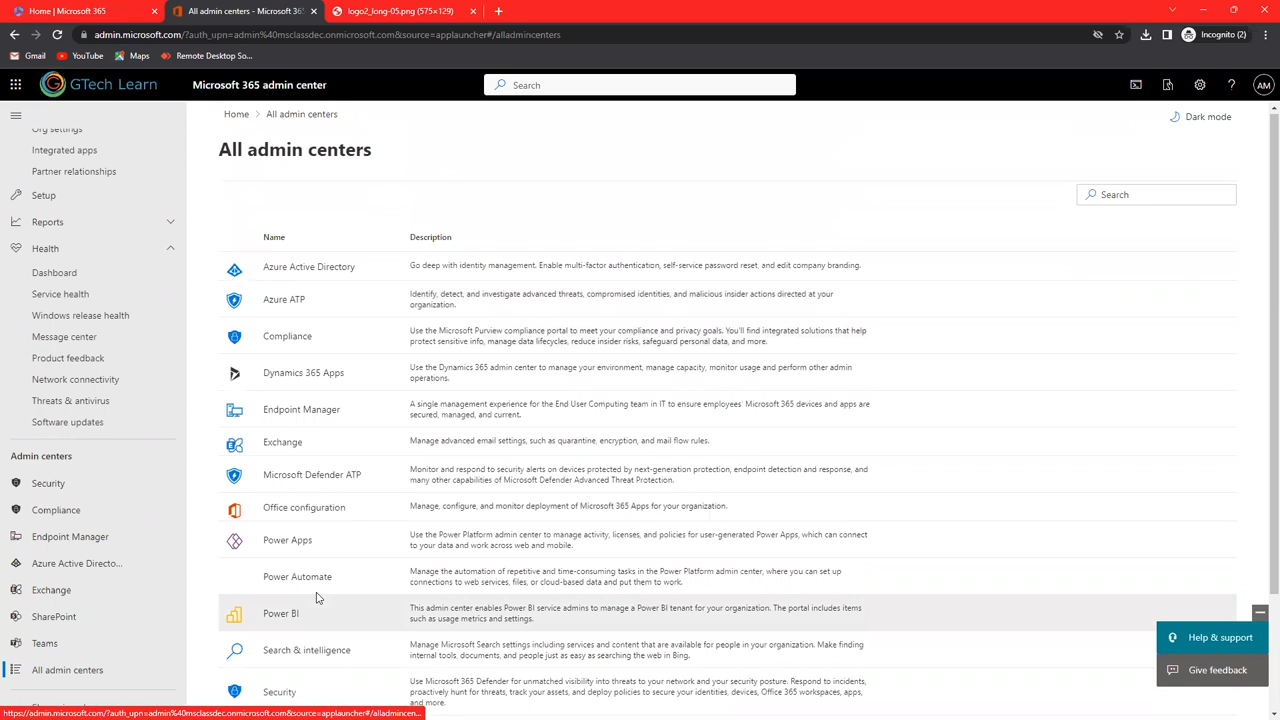 Home | Microsoft 365
All admin centers - Microsoft 365
logo2_long-05.png (575×129)
admin.microsoft.com/?auth_upn=admin%40msclassdec.onmicrosoft.com&source=applauncher#/alladmincenters
Incognito (2)
Gmail
YouTube
Maps
Remote Desktop So...
GTech Learn
Microsoft 365 admin center
Search
AM
Home > All admin centers
Dark mode
All admin centers
Search
Org settings
Integrated apps
Partner relationships
Setup
Reports
Health
Dashboard
Service health
Windows release health
Message center
Product feedback
Network connectivity
Threats & antivirus
Software updates
Admin centers
Security
Compliance
Endpoint Manager
Azure Active Directo...
Exchange
SharePoint
Teams
All admin centers
Name Description
Azure Active Directory
Go deep with identity management. Enable multi-factor authentication, self-service password reset, and edit company branding.
Azure ATP
Identify, detect, and investigate advanced threats, compromised identities, and malicious insider actions directed at your
organization.
Compliance
Use the Microsoft Purview compliance portal to meet your compliance and privacy goals. You'll find integrated solutions that help
protect sensitive info, manage data lifecycles, reduce insider risks, safeguard personal data, and more.
Dynamics 365 Apps
Use the Dynamics 365 admin center to manage your environment, manage capacity, monitor usage and perform other admin
operations.
Endpoint Manager
A single management experience for the End User Computing team in IT to ensure employees' Microsoft 365 devices and apps are
secured, managed, and current.
Exchange
Manage advanced email settings, such as quarantine, encryption, and mail flow rules.
Microsoft Defender ATP
Monitor and respond to security alerts on devices protected by next-generation protection, endpoint detection and response, and
many other capabilities of Microsoft Defender Advanced Threat Protection.
Office configuration
Manage, configure, and monitor deployment of Microsoft 365 Apps for your organization.
Power Apps
Use the Power Platform admin center to manage activity, licenses, and policies for user-generated Power Apps, which can connect
to your data and work across web and mobile.
Power Automate
Manage the automation of repetitive and time-consuming tasks in the Power Platform admin center, where you can set up
connections to web services, files, or cloud-based data and put them to work.
Power BI
This admin center enables Power BI service admins to manage a Power BI tenant for your organization. The portal includes items
such as usage metrics and settings.
Search & intelligence
Manage Microsoft Search settings including services and content that are available for people in your organization. Make finding
internal tools, documents, and people just as easy as searching the web in Bing.
Security
Use Microsoft 365 Defender for unmatched visibility into threats to your network and your security posture. Respond to incidents,
proactively hunt for threats, track your assets, and deploy policies to secure your identities, devices, Office 365 workspaces, apps,
and more.
Help & support
Give feedback
https://admin.microsoft.com/?auth_upn=admin%40msclassdec.onmicrosoft.com&source=applauncher#/alladmincen...